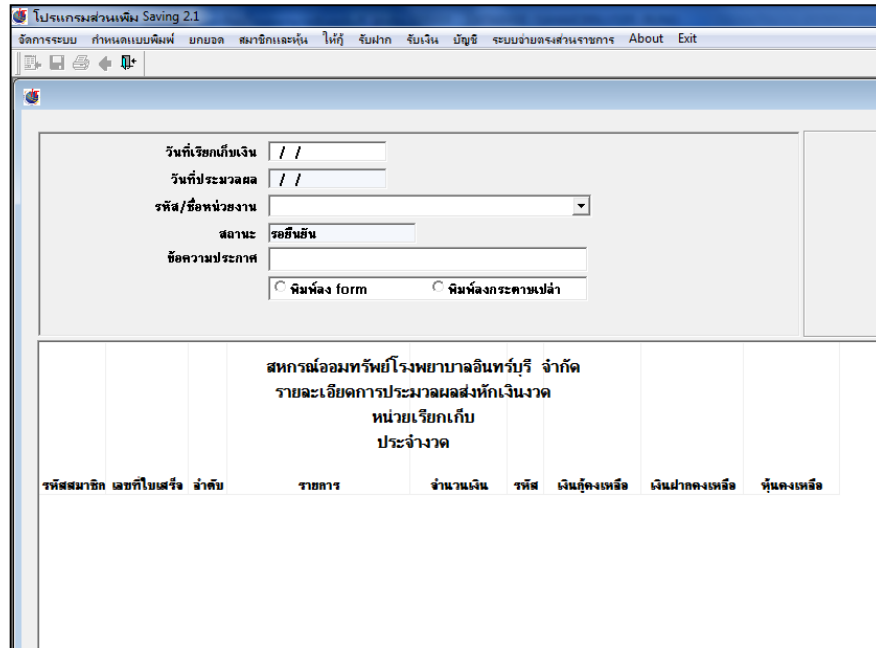 โปรแกรมส่วนเพิ่ม Saving 2.1
จัดการระบบ กำหนดแบบพิมพ์ ยกยอด สมาชิกและหุ้น ให้กู้ รับฝาก รับเงิน บัญชี ระบบจ่ายตรงส่วนราชการ About Exit
วันที่เรียกเก็บเงิน / /
วันที่ประมวลผล / /
รหัส/ชื่อหน่วยงาน
สถานะ รอยืนยัน
ข้อความประกาศ
พิมพ์ลง form พิมพ์ลงกระดาษเปล่า
สหกรณ์ออมทรัพย์โรงพยาบาลอินทร์บุรี จำกัด
รายละเอียดการประมวลผลส่งหักเงินงวด
หน่วยเรียกเก็บ
ประจำงวด
รหัสสมาชิก เลขที่ใบเสร็จ ลำดับ รายการ จำนวนเงิน รหัส เงินกู้คงเหลือ เงินฝากคงเหลือ หุ้นคงเหลือ